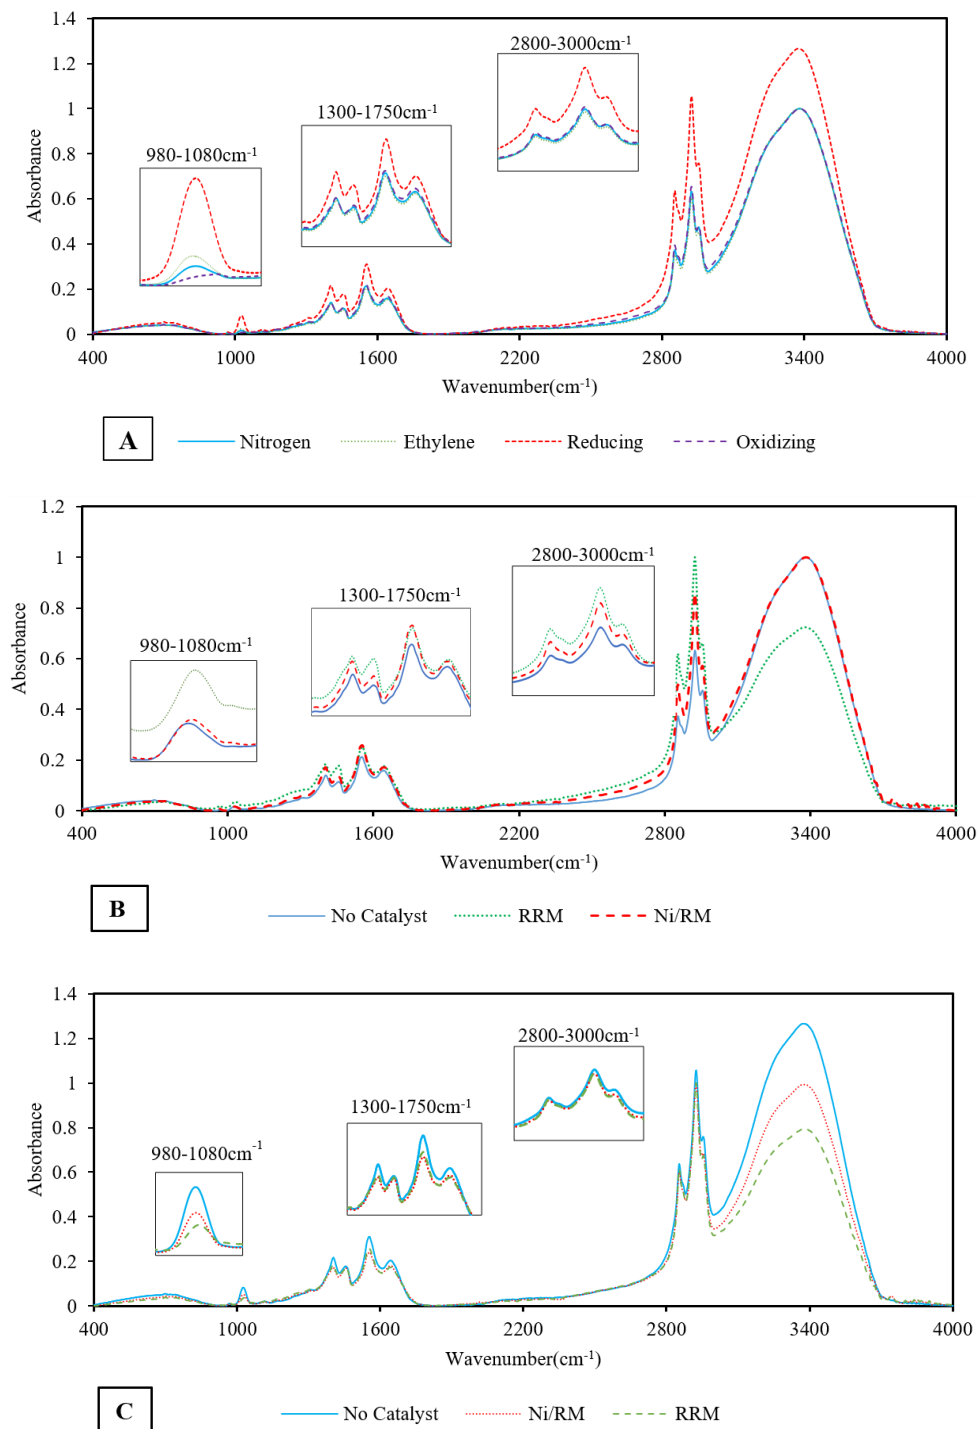 1.4
1.2
1
0.8
0.6
0.4
0.2
0
Absorbance
980-1080cm-1
1300-1750cm-1
2800-3000cm-1
400 1000 1600 2200 2800 3400 4000
Wavenumber(cm-1)
A Nitrogen Ethylene Reducing Oxidizing
1.2
1
0.8
0.6
0.4
0.2
0
Absorbance
980-1080cm-1
1300-1750cm-1
2800-3000cm-1
400 1000 1600 2200 2800 3400 4000
Wavenumber(cm-1)
B No Catalyst RRM Ni/RM
1.4
1.2
1
0.8
0.6
0.4
0.2
0
Absorbance
980-1080cm-1
1300-1750cm-1
2800-3000cm-1
400 1000 1600 2200 2800 3400 4000
Wavenumber(cm-1)
C No Catalyst Ni/RM RRM